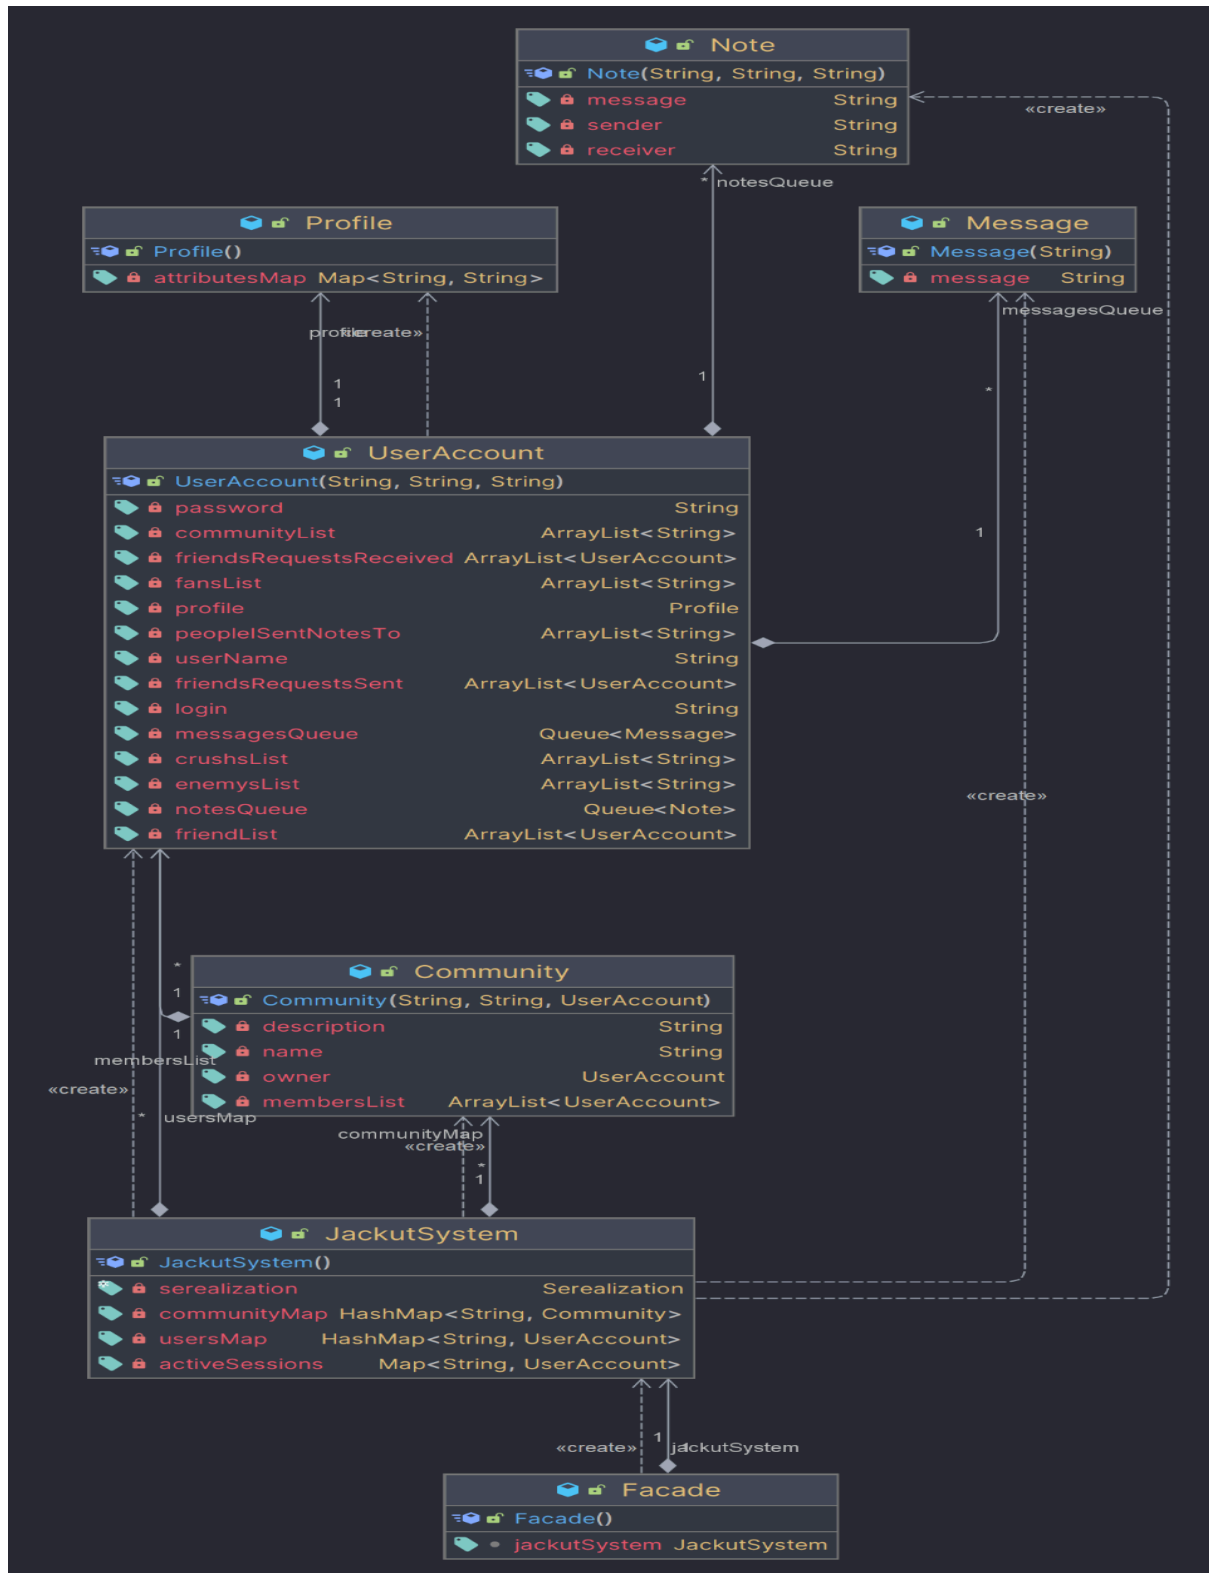 Note
Note(String, String, String)
message String
sender String
receiver String
«create»
* notesQueue
Profile
Profile()
attributesMap Map<String, String>
Message
Message(String)
message String
messagesQueue
profile «create»
1
1
1
*
UserAccount
UserAccount(String, String, String)
password String
communityList ArrayList<String>
friendsRequestsReceived ArrayList<UserAccount>
fansList ArrayList<String>
profile Profile
peopleISentNotesTo ArrayList<String>
userName String
friendsRequestsSent ArrayList<UserAccount>
login String
messagesQueue Queue<Message>
crushsList ArrayList<String>
enemysList ArrayList<String>
notesQueue Queue<Note>
friendList ArrayList<UserAccount>
1
«create»
*
1
1
Community
Community(String, String, UserAccount)
description String
name String
owner UserAccount
membersList ArrayList<UserAccount>
membersList
«create»
* usersMap
communityMap
«create»
*
1
JackutSystem
JackutSystem()
serealization Serealization
communityMap HashMap<String, Community>
usersMap HashMap<String, UserAccount>
activeSessions Map<String, UserAccount>
1
«create» jackutSystem
1
Facade
Facade()
jackutSystem JackutSystem